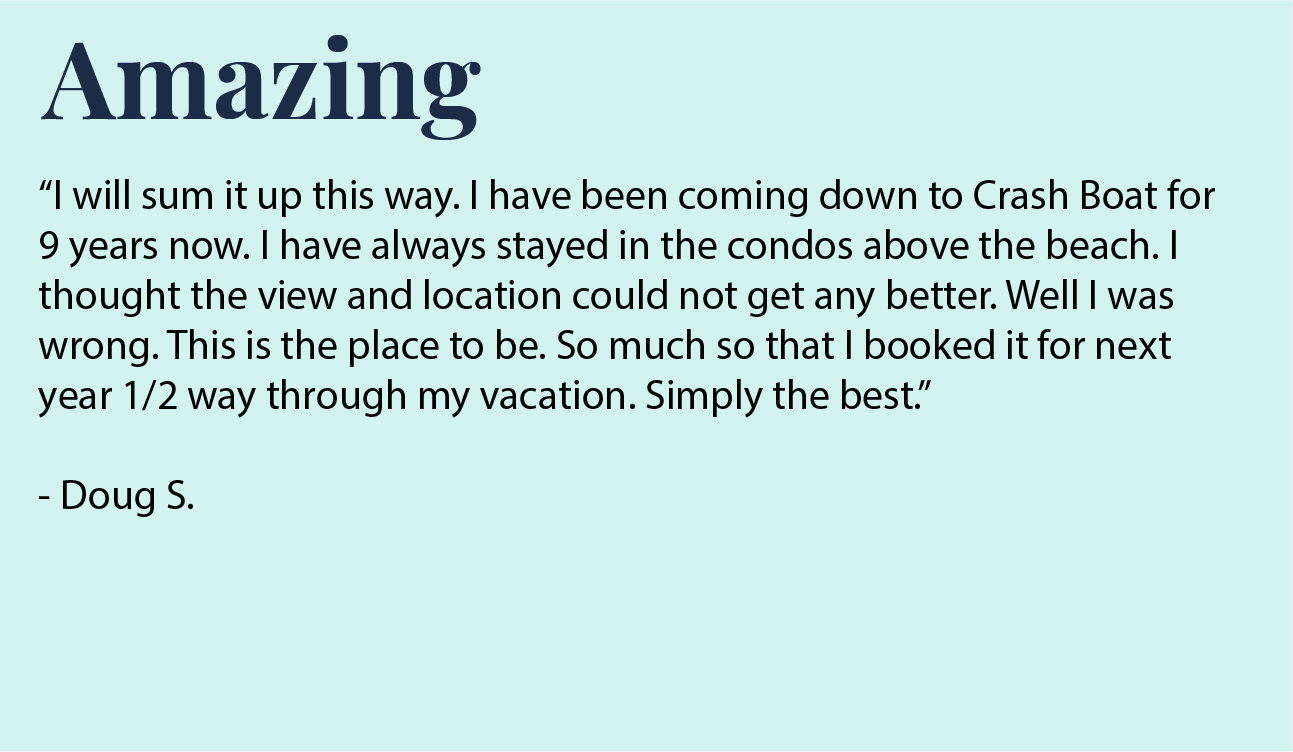 Amazing
“I will sum it up this way. I have been coming down to Crash Boat for
9 years now. I have always stayed in the condos above the beach. I
thought the view and location could not get any better. Well I was
wrong. This is the place to be. So much so that I booked it for next
year 1/2 way through my vacation. Simply the best.”
- Doug S.